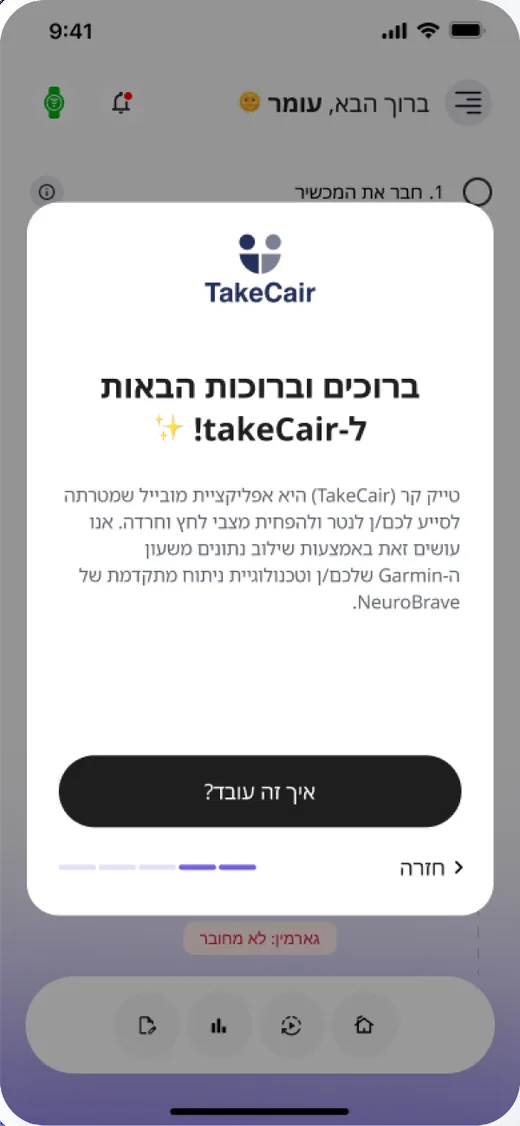 9:41
ברוך הבא, עומר
1. חבר את המכשיר
TakeCair
ברוכים וברוכות הבאות
ל-takeCair!
טייק קר (TakeCair) היא אפליקציית מובייל שמטרתה
לסייע לכם/ן לנטר ולהפחית מצבי לחץ וחרדה. אנו
עושים זאת באמצעות שילוב נתונים משעון
ה-Garmin שלכם/ן וטכנולוגיית ניתוח מתקדמת של
NeuroBrave.
איך זה עובד?
חזרה
גארמין: לא מחובר